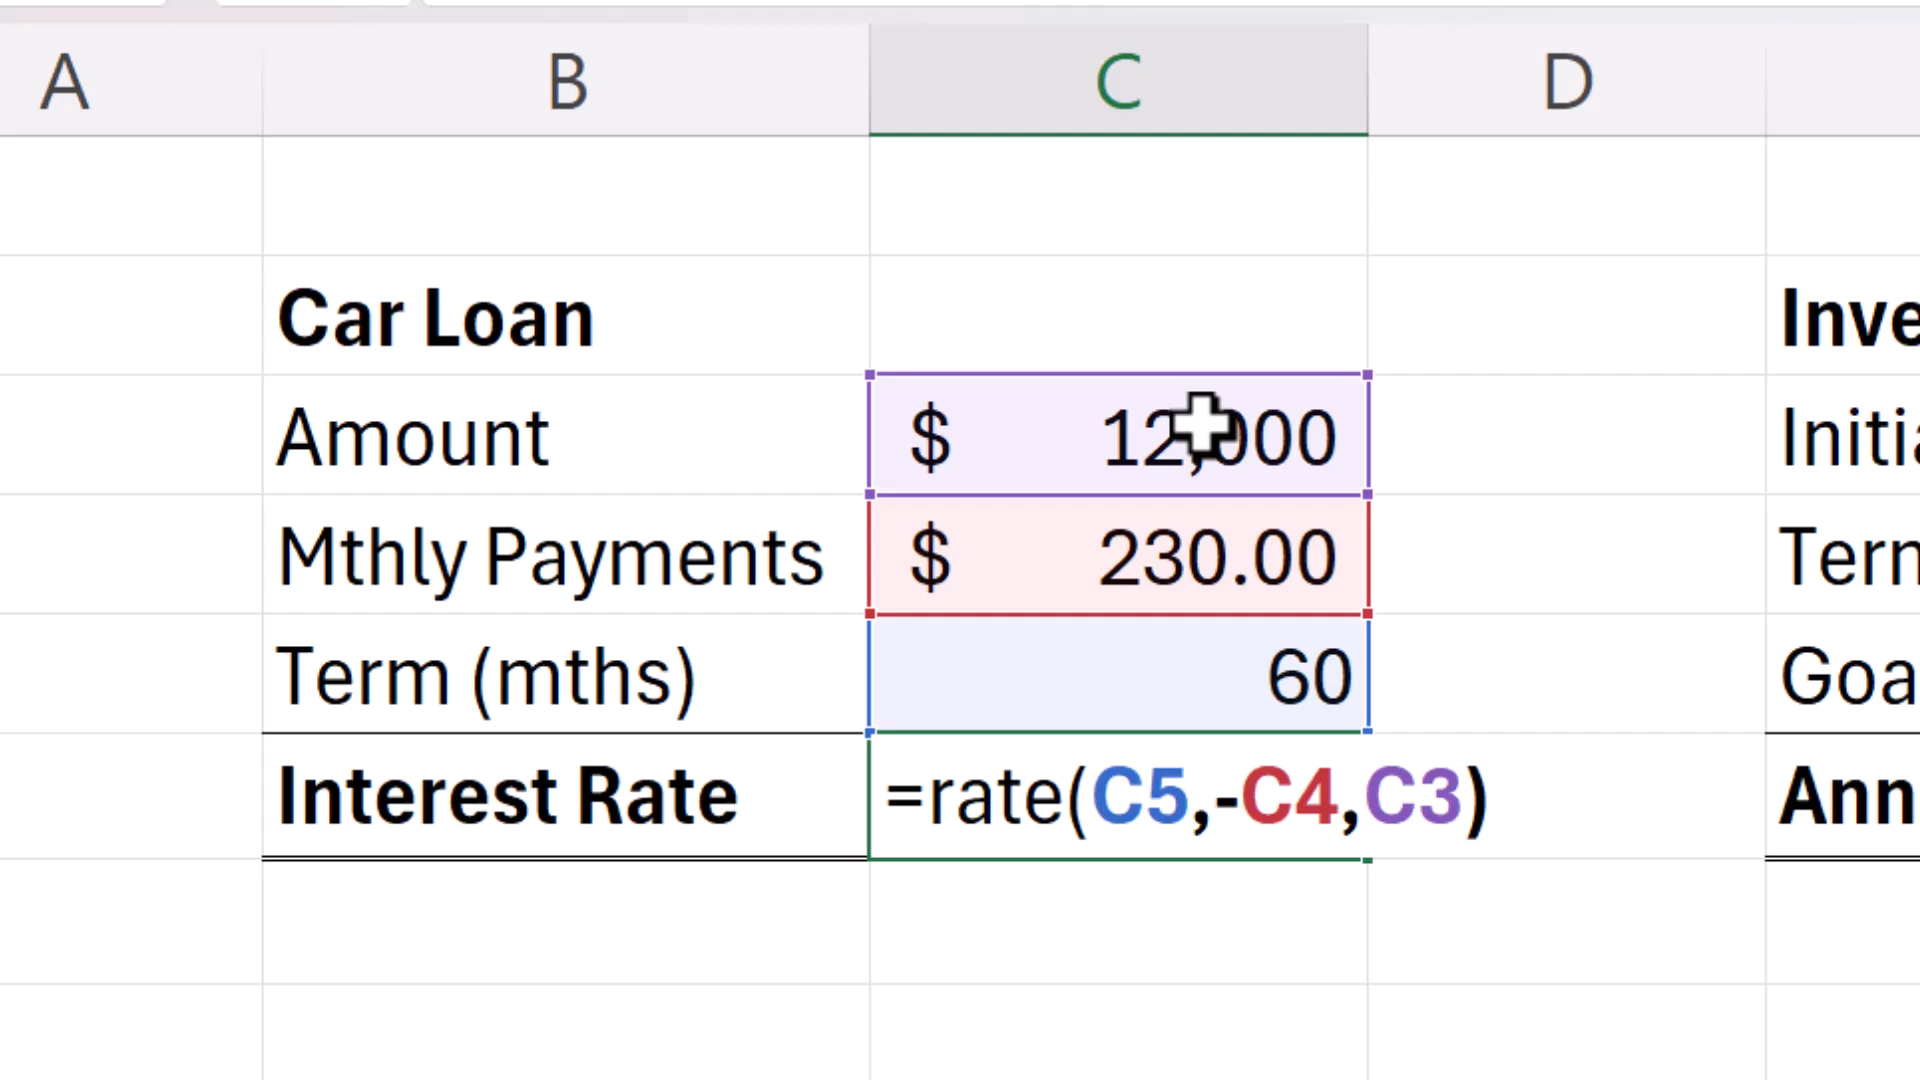 A B C D
Car Loan Inve
Amount $ 12,000 Initia
Mthly Payments $ 230.00 Term
Term (mths) 60 Goa
Interest Rate =rate(C5,-C4,C3) Ann